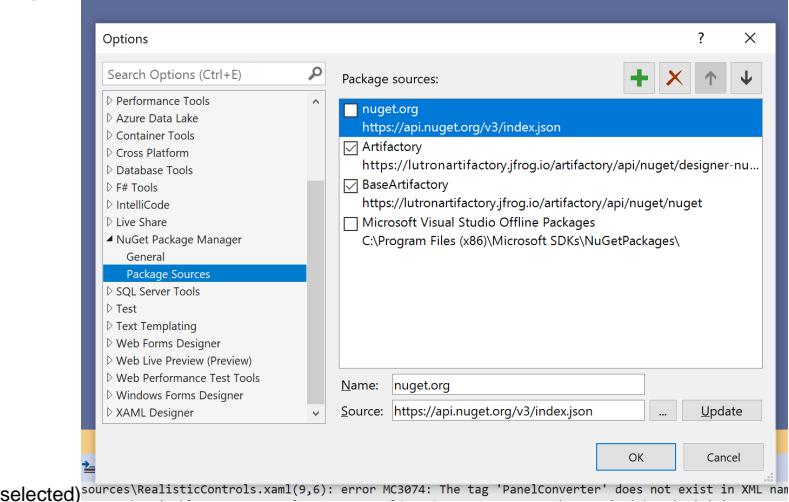 Options
?
Search Options (Ctrl+E)
Performance Tools
Azure Data Lake
Container Tools
Cross Platform
Database Tools
F# Tools
IntelliCode
Live Share
NuGet Package Manager
General
Package Sources
SQL Server Tools
Test
Text Templating
Web Forms Designer
Web Live Preview (Preview)
Web Performance Test Tools
Windows Forms Designer
XAML Designer
Package sources:
nuget.org
https://api.nuget.org/v3/index.json
Artifactory
https://lutronartifactory.jfrog.io/artifactory/api/nuget/designer-nu...
BaseArtifactory
https://lutronartifactory.jfrog.io/artifactory/api/nuget/nuget
Microsoft Visual Studio Offline Packages
C:\Program Files (x86)\Microsoft SDKs\NuGetPackages\
Name: nuget.org
Source: https://api.nuget.org/v3/index.json ... Update
OK Cancel
selected)
sources\RealisticControls.xaml(9,6): error MC3074: The tag 'PanelConverter' does not exist in XML nam